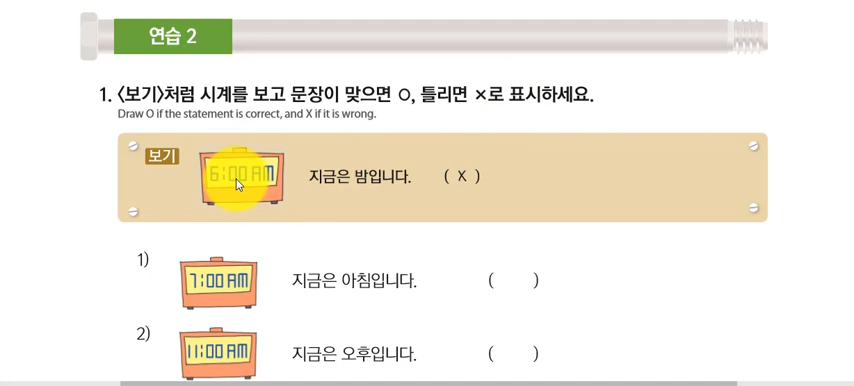 연습 2
1. <보기>처럼 시계를 보고 문장이 맞으면 O, 틀리면 ×로 표시하세요.
Draw O if the statement is correct, and X if it is wrong.
보기 6:00 AM 지금은 밤입니다. ( X )
1) 7:00 AM 지금은 아침입니다. ( )
2) 11:00 AM 지금은 오후입니다. ( )